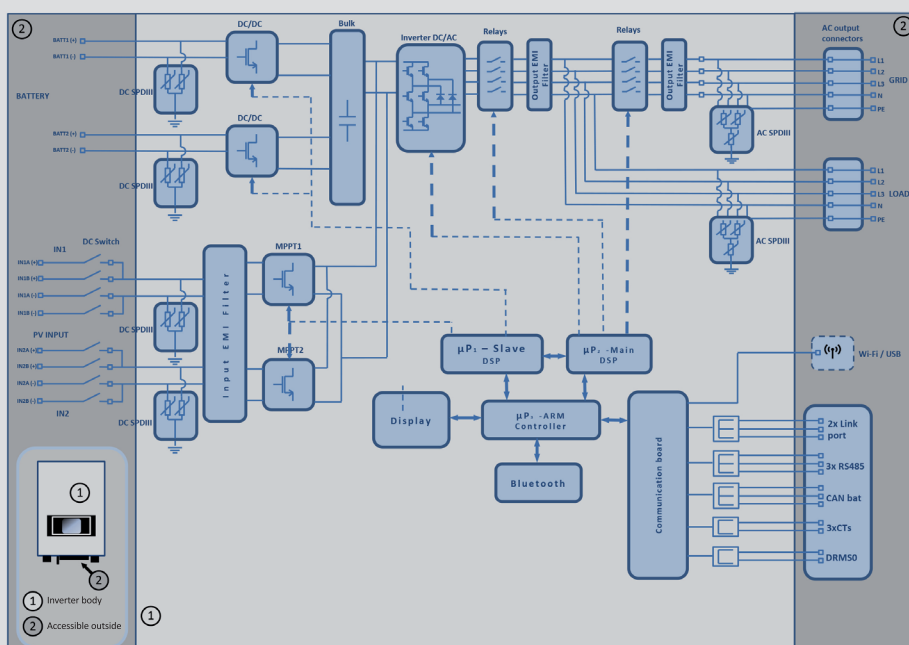 2
2
DC/DC
Bulk
Inverter DC/AC
Relays
Relays
AC output
connectors
BATT1 (+)
BATT1 (-)
DC SPDIII
BATTERY
Output EMI
Filter
Output EMI
Filter
L1
L2
L3
N
PE
GRID
DC/DC
BATT2 (+)
BATT2 (-)
DC SPDIII
AC SPDIII
L1
L2
L3
N
PE
LOAD
AC SPDIII
IN1
DC Switch
IN1A (+)
IN1B (+)
IN1A (-)
IN1B (-)
DC SPDIII
Input EMI Filter
MPPT1
MPPT2
PV INPUT
IN2A (+)
IN2B (+)
IN2A (-)
IN2B (-)
IN2
DC SPDIII
Wi-Fi / USB
– Slave
DSP
-Main
DSP
Display
-ARM
Controller
Bluetooth
Communication board
2x Link
port
3x RS485
CAN bat
3xCTs
DRMS0
1
2
1 Inverter body
2 Accessible outside
1